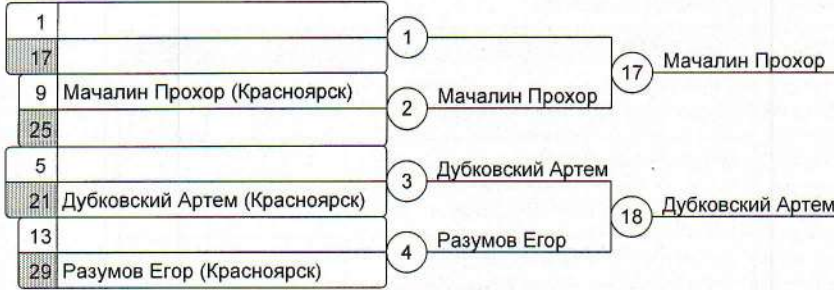 1
1
17
17 Мачалин Прохор
9 Мачалин Прохор (Красноярск)
2 Мачалин Прохор
25
5
3 Дубковский Артем
21 Дубковский Артем (Красноярск)
18 Дубковский Артем
13
4 Разумов Егор
29 Разумов Егор (Красноярск)